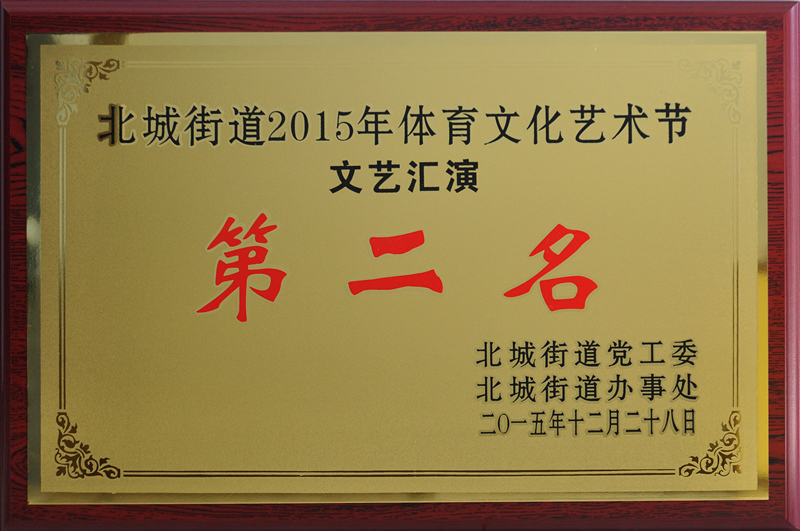 北城街道2015年体育文化艺术节
文艺汇演
第二名
北城街道党工委
北城街道办事处
二〇一五年十二月二十八日